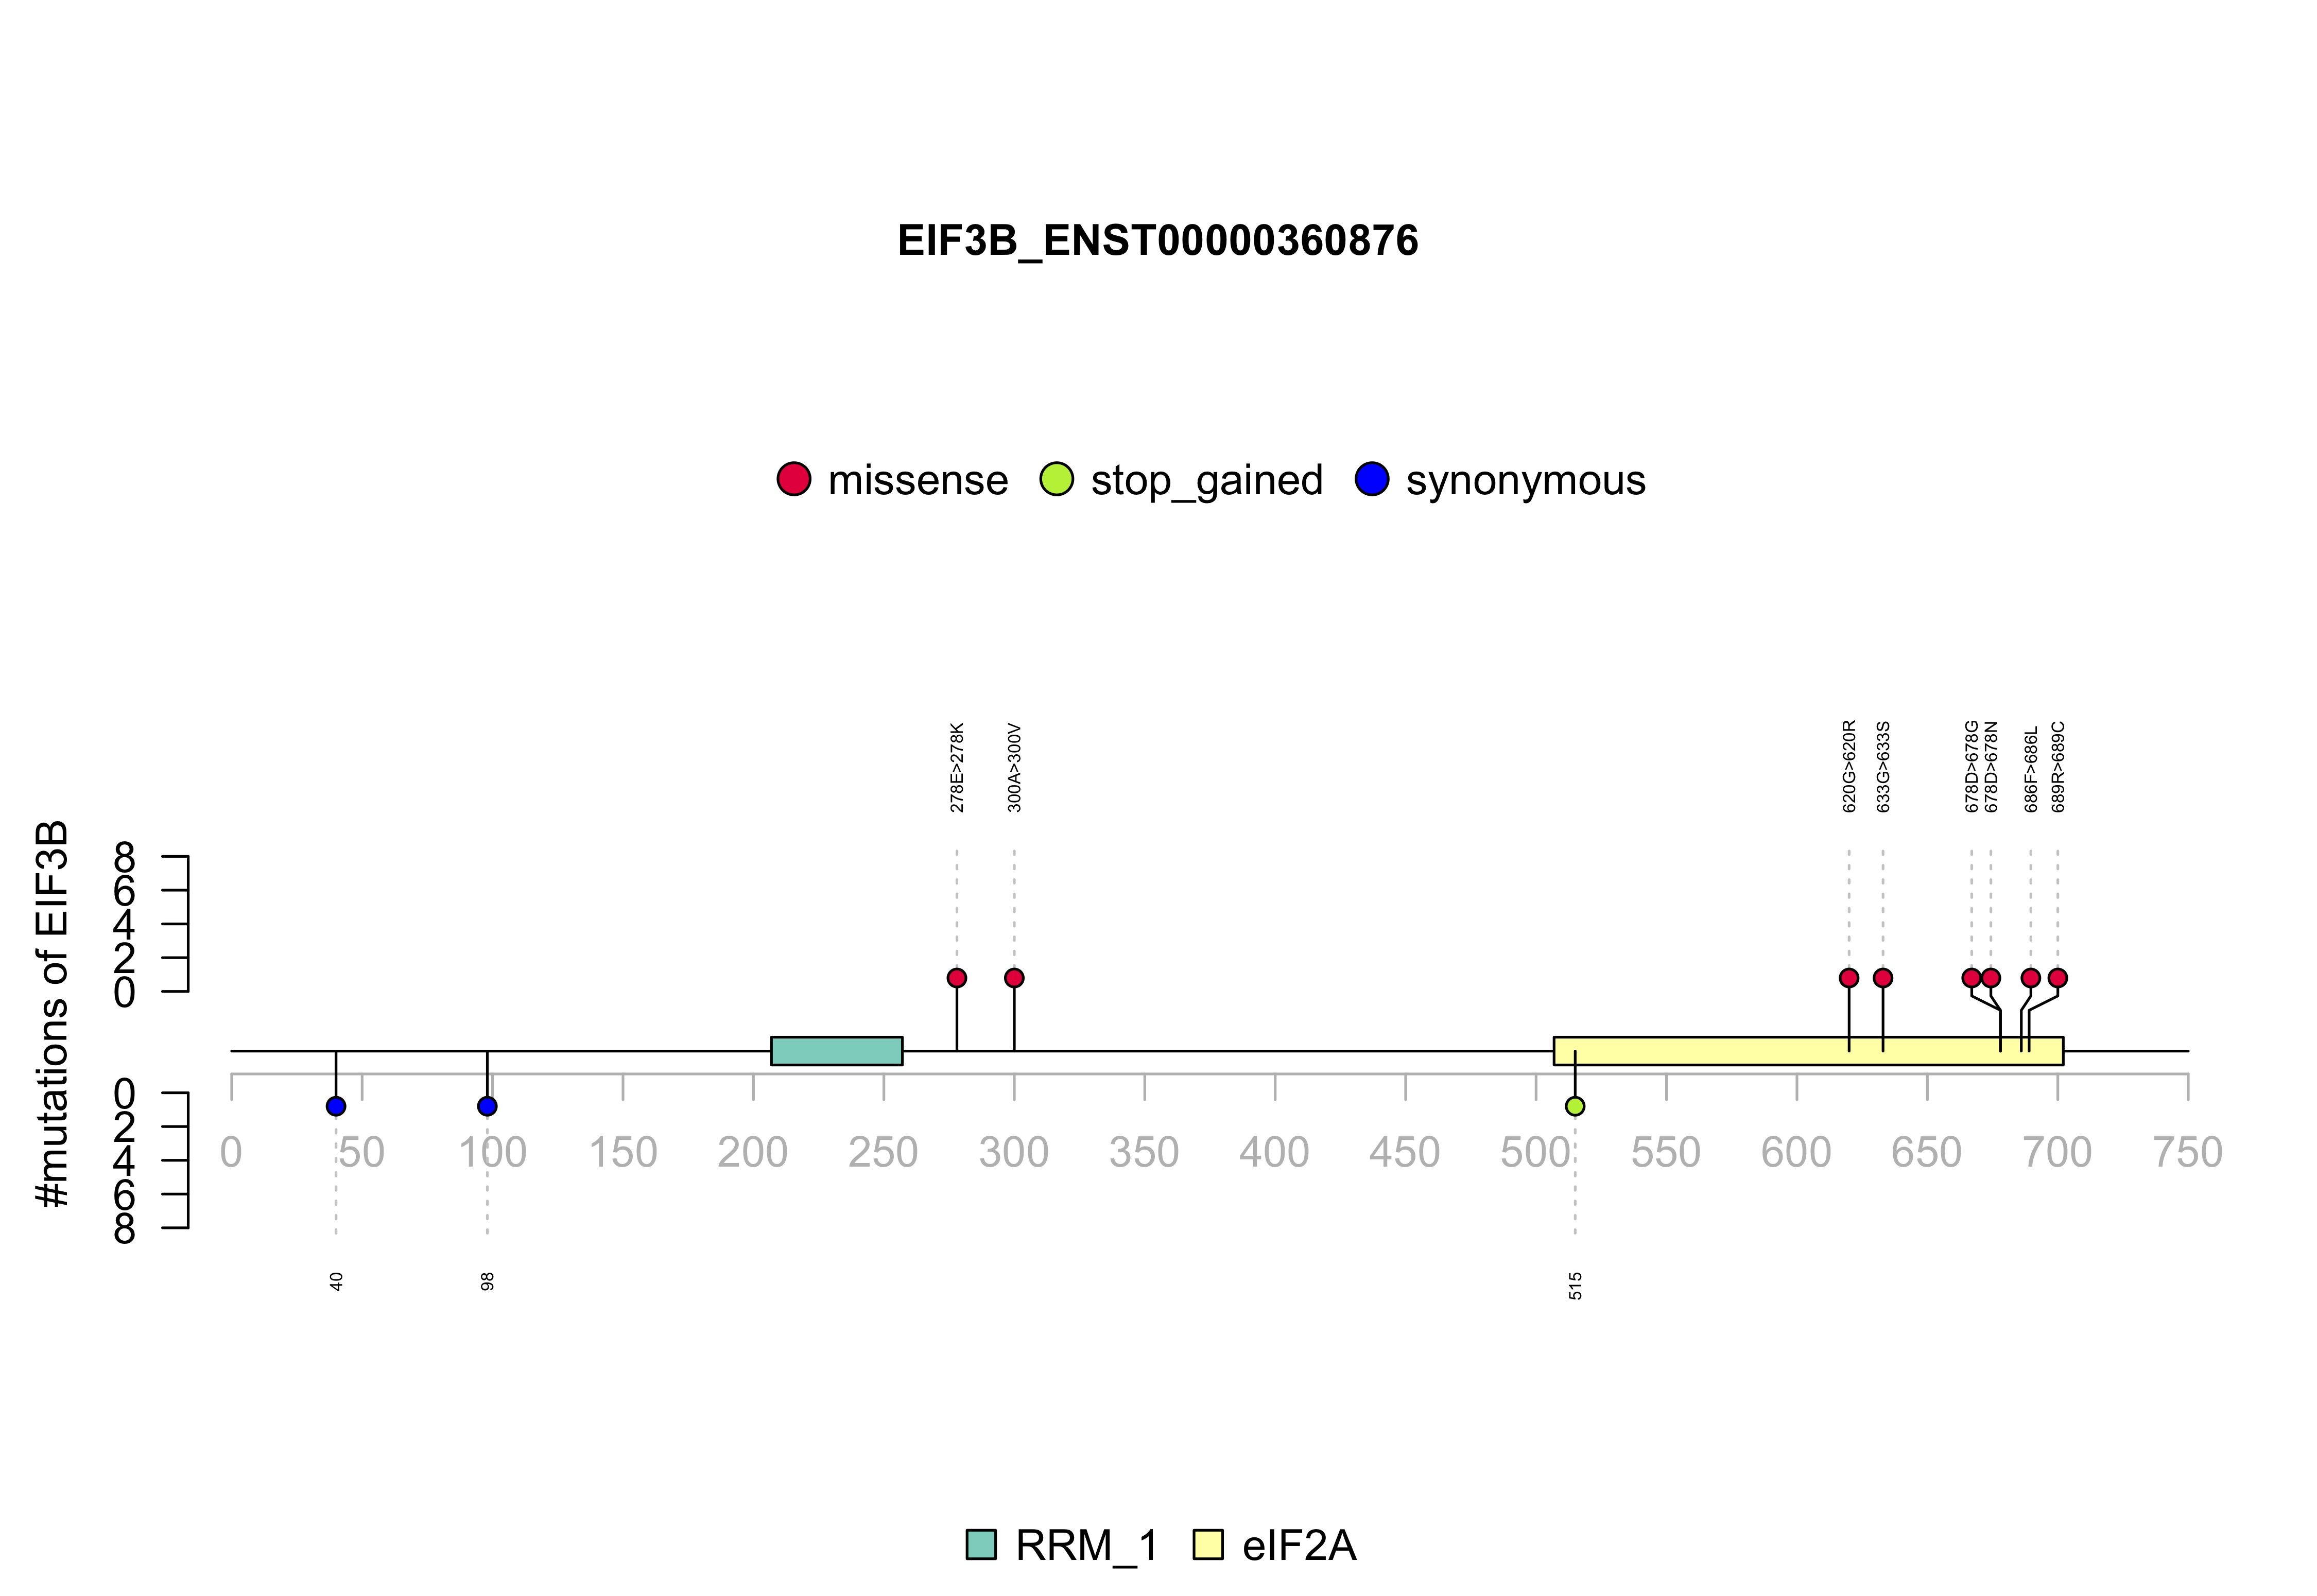 EIF3B_ENST00000360876
missense stop_gained synonymous
278E>278K 300A>300V 620G>620R 633G>633S 678D>678G 678D>678N 686F>686L 689R>689C
#mutations of EIF3B
8
6
4
2
0
0
2
4
6
8
0 50 100 150 200 250 300 350 400 450 500 550 600 650 700 750
40 98 515
RRM_1 eIF2A